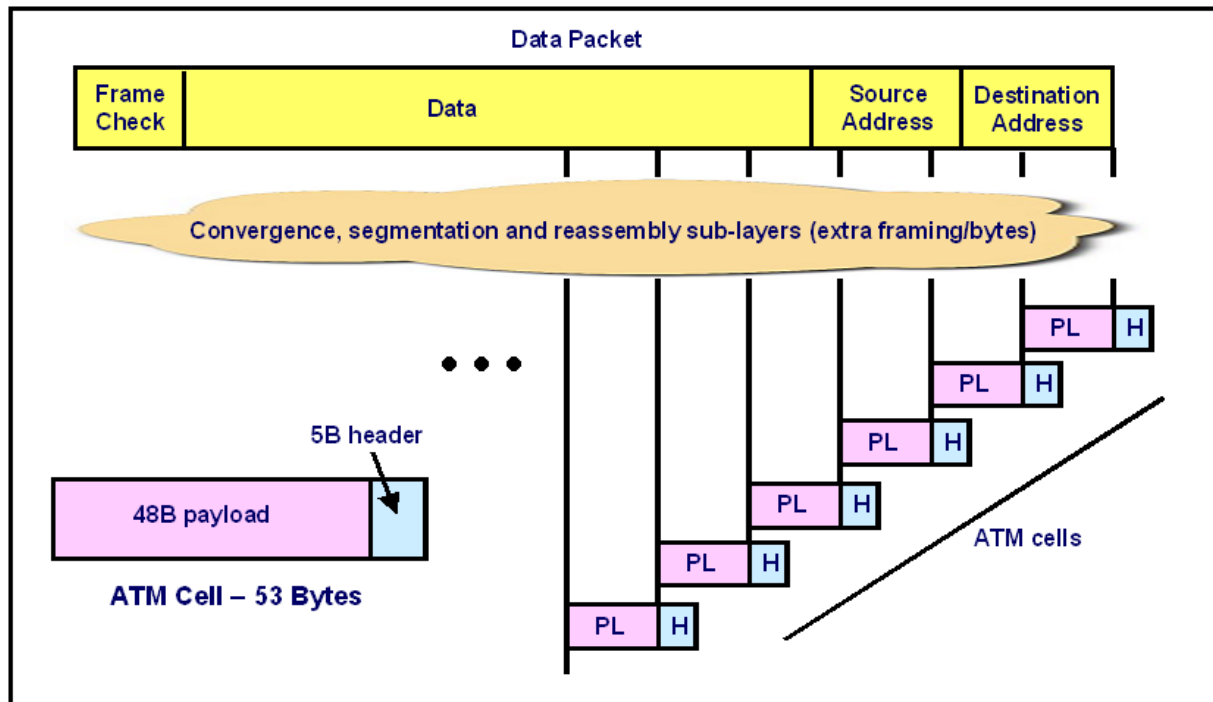 Data Packet
Frame Check
Data
Source Address
Destination Address
Convergence, segmentation and reassembly sub-layers (extra framing/bytes)
PL H
PL H
5B header
PL H
48B payload
PL H
ATM cells
PL H
ATM Cell – 53 Bytes
PL H